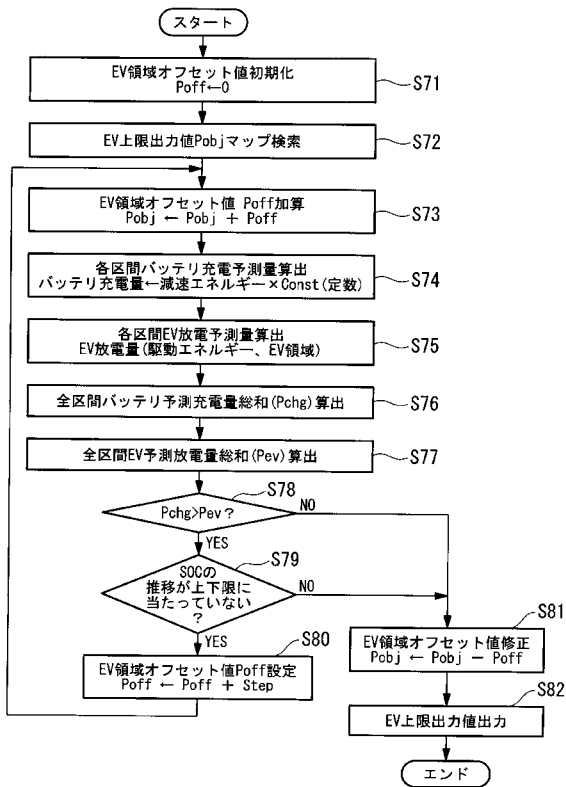 スタート
EV領域オフセット値初期化
Poff←0
S71
EV上限出力値Pobjマップ検索
S72
EV領域オフセット値 Poff加算
Pobj ← Pobj + Poff
S73
各区間バッテリ充電予測量算出
バッテリ充電量←減速エネルギー×Const(定数)
S74
各区間EV放電予測量算出
EV放電量(駆動エネルギー、EV領域)
S75
全区間バッテリ予測充電量総和(Pchg)算出
S76
全区間EV予測放電量総和(Pev)算出
S77
S78
Pchg>Pev?
NO
YES
S79
SOCの
推移が上下限に
当たっていない
?
NO
YES
S80
EV領域オフセット値Poff設定
Poff ← Poff + Step
S81
EV領域オフセット値修正
Pobj ← Pobj − Poff
S82
EV上限出力値出力
エンド